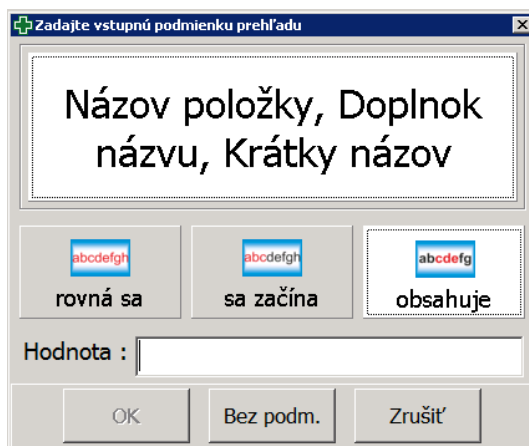 Zadajte vstupnú podmienku prehľadu
Názov položky, Doplnok
názvu, Krátky názov
abcdefgh abcdefgh abcdefg
rovná sa sa začína obsahuje
Hodnota :
OK Bez podm. Zrušiť